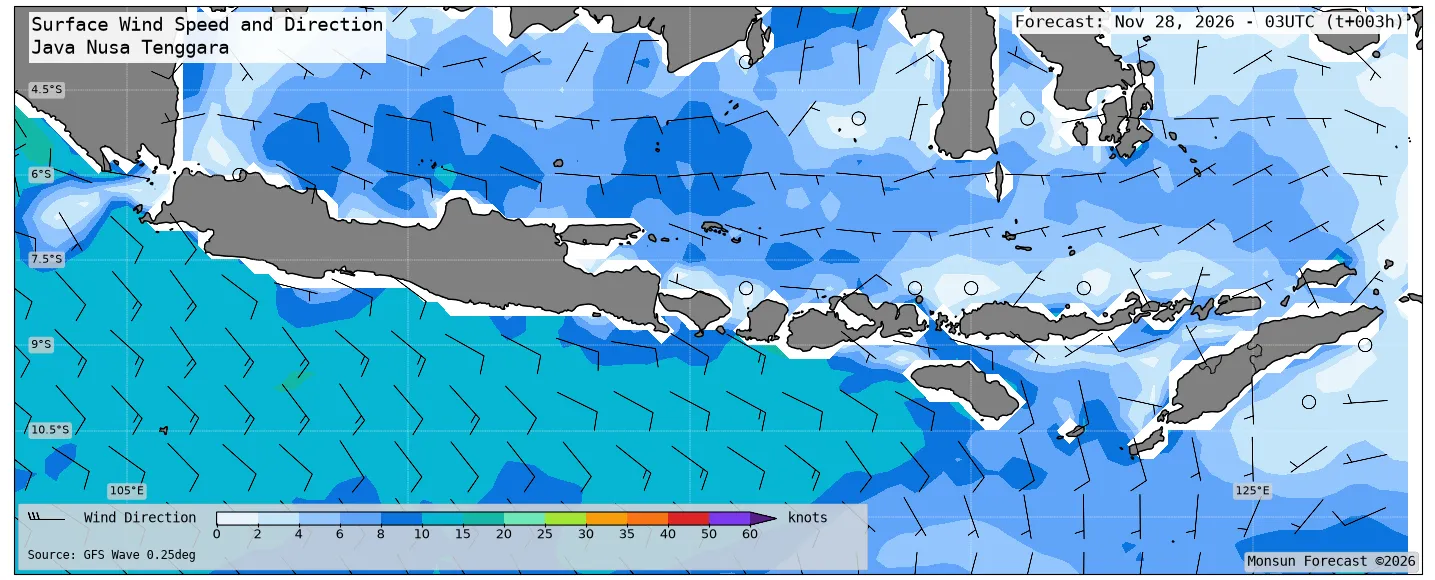 Surface Wind Speed and Direction
Java Nusa Tenggara
Forecast: Nov 28, 2026 - 03UTC (t+003h)
4.5°S
6°S
7.5°S
9°S
10.5°S
105°E
125°E
Wind Direction
0 2 4 6 8 10 12 15 20 25 30 35 40 50 60
knots
Source: GFS Wave 0.25deg
Monsun Forecast ©2026